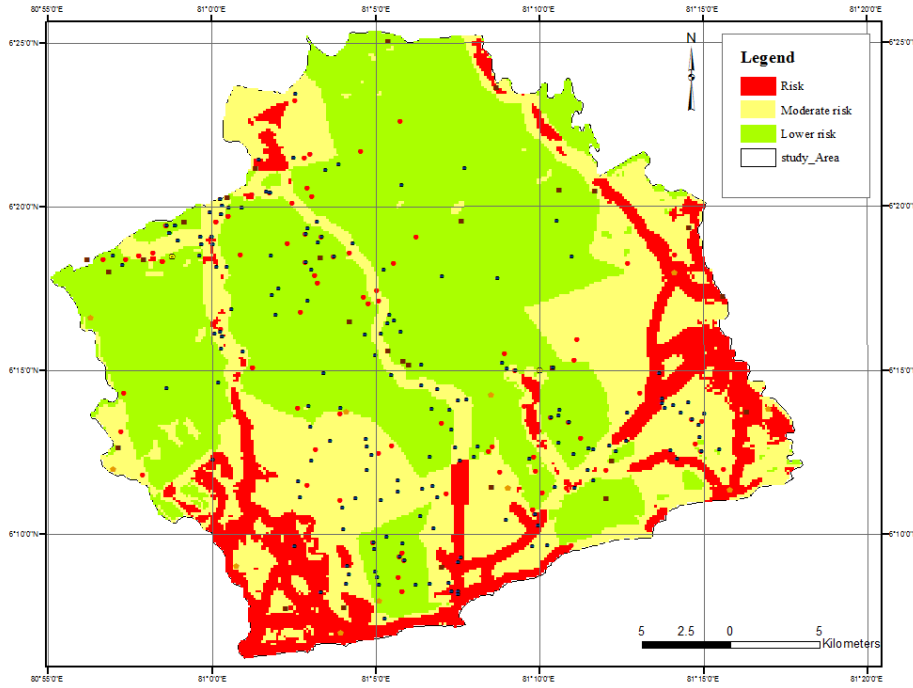 80°55'0"E 81°0'0"E 81°5'0"E 81°10'0"E 81°15'0"E 81°20'0"E
6°25'0"N 6°25'0"N
N
Legend
Risk
Moderate risk
Lower risk
study_Area
6°20'0"N 6°20'0"N
6°15'0"N 6°15'0"N
6°10'0"N 6°10'0"N
5 2.5 0 5
Kilometers
80°55'0"E 81°0'0"E 81°5'0"E 81°10'0"E 81°15'0"E 81°20'0"E